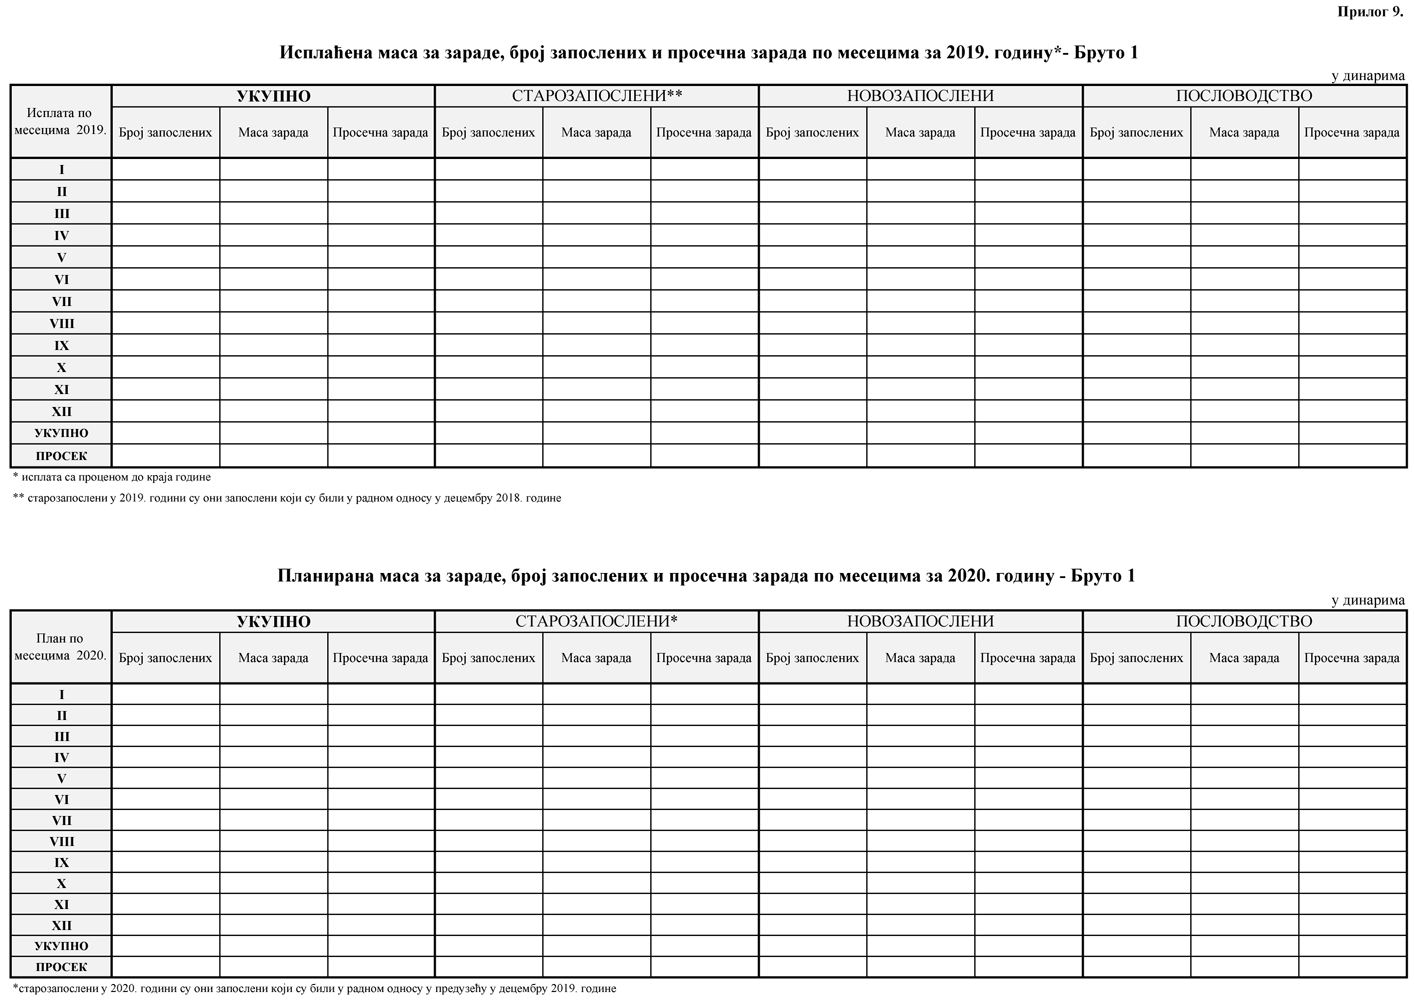 Прилог 9.
Исплаћена маса за зараде, број запослених и просечна зарада по месецима за 2019. годину*- Бруто 1
у динарима
Исплата по месецима 2019.
УКУПНО СТАРОЗАПОСЛЕНИ** НОВОЗАПОСЛЕНИ ПОСЛОВОДСТВО
Број запослених Маса зарада Просечна зарада Број запослених Маса зарада Просечна зарада Број запослених Маса зарада Просечна зарада Број запослених Маса зарада Просечна зарада
I
II
III
IV
V
VI
VII
VIII
IX
X
XI
XII
УКУПНО
ПРОСЕК
* исплата са проценом до краја године
** старозапослени у 2019. години су они запослени који су били у радном односу у децембру 2018. године
Планирана маса за зараде, број запослених и просечна зарада по месецима за 2020. годину - Бруто 1
у динарима
План по месецима 2020.
УКУПНО СТАРОЗАПОСЛЕНИ* НОВОЗАПОСЛЕНИ ПОСЛОВОДСТВО
Број запослених Маса зарада Просечна зарада Број запослених Маса зарада Просечна зарада Број запослених Маса зарада Просечна зарада Број запослених Маса зарада Просечна зарада
I
II
III
IV
V
VI
VII
VIII
IX
X
XI
XII
УКУПНО
ПРОСЕК
*старозапослени у 2020. години су они запослени који су били у радном односу у предузећу у децембру 2019. године